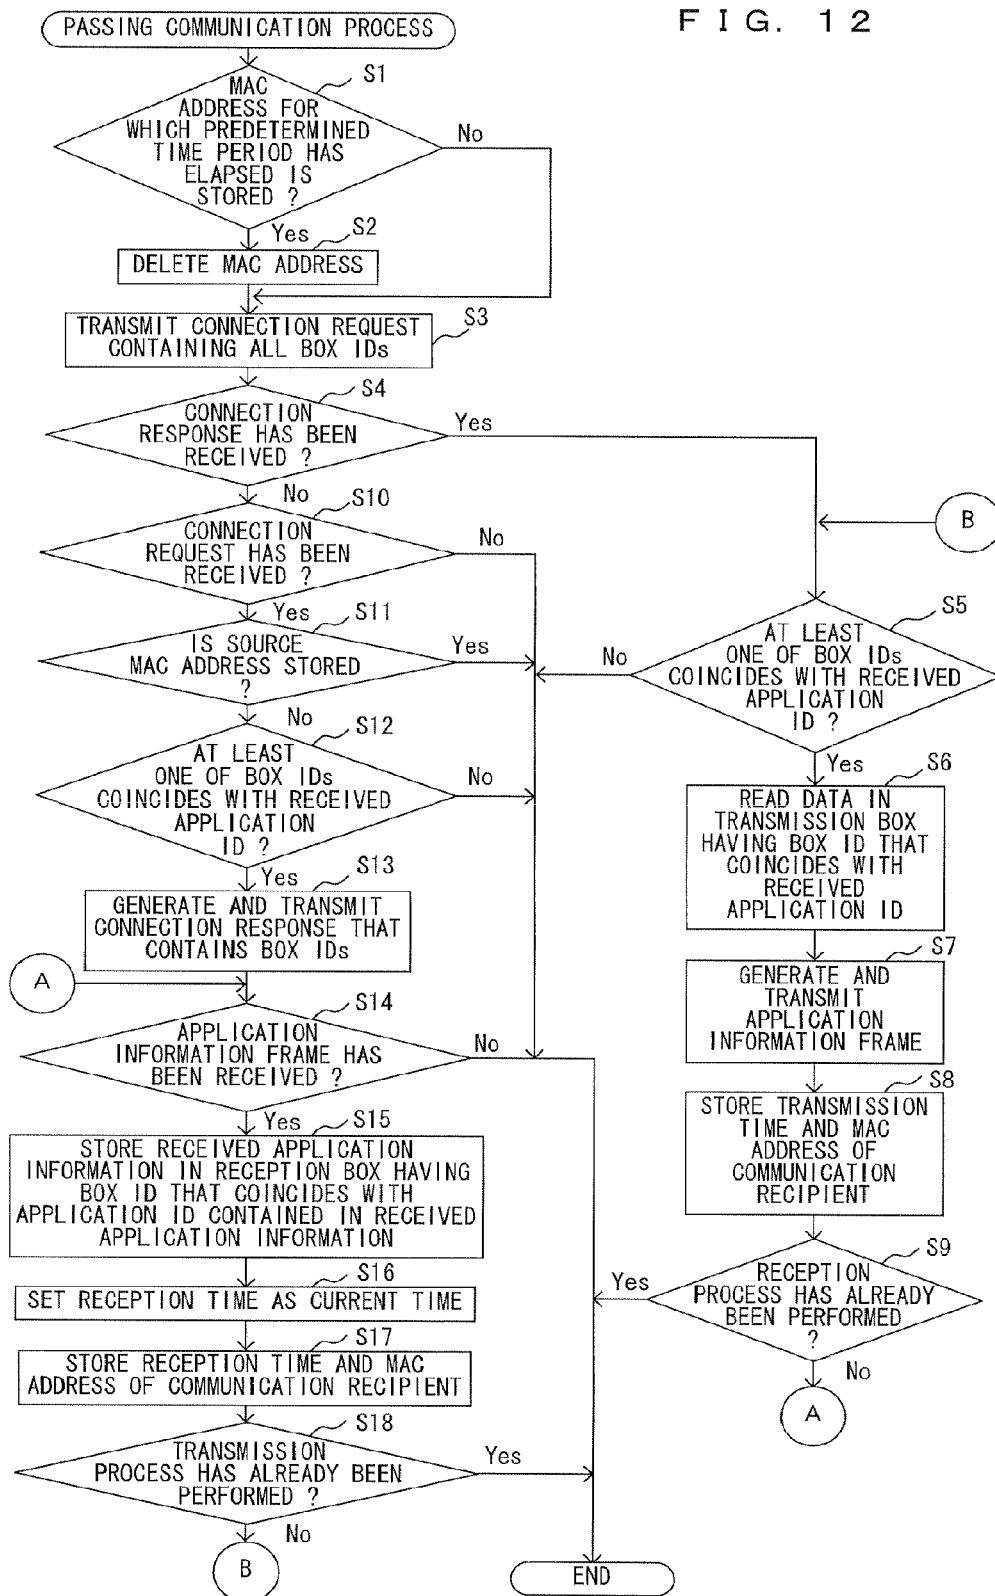 FIG. 12
PASSING COMMUNICATION PROCESS
S1
MAC
ADDRESS FOR
WHICH PREDETERMINED
TIME PERIOD HAS
ELAPSED IS
STORED ?
No
Yes
S2
DELETE MAC ADDRESS
S3
TRANSMIT CONNECTION REQUEST
CONTAINING ALL BOX IDs
S4
CONNECTION
RESPONSE HAS BEEN
RECEIVED ?
Yes
No
S10
CONNECTION
REQUEST HAS BEEN
RECEIVED ?
No
Yes
S11
IS SOURCE
MAC ADDRESS STORED
?
Yes
No
S12
AT LEAST
ONE OF BOX IDs
COINCIDES WITH RECEIVED
APPLICATION
ID ?
No
Yes
S13
GENERATE AND TRANSMIT
CONNECTION RESPONSE THAT
CONTAINS BOX IDs
A
S14
APPLICATION
INFORMATION FRAME HAS
BEEN RECEIVED ?
No
Yes
S15
STORE RECEIVED APPLICATION
INFORMATION IN RECEPTION BOX HAVING
BOX ID THAT COINCIDES WITH
APPLICATION ID CONTAINED IN RECEIVED
APPLICATION INFORMATION
S16
SET RECEPTION TIME AS CURRENT TIME
S17
STORE RECEPTION TIME AND MAC
ADDRESS OF COMMUNICATION RECIPIENT
S18
TRANSMISSION
PROCESS HAS ALREADY BEEN
PERFORMED ?
Yes
No
B
END
B
S5
AT LEAST
ONE OF BOX IDs
COINCIDES WITH RECEIVED
APPLICATION
ID ?
No
Yes
S6
READ DATA IN
TRANSMISSION BOX
HAVING BOX ID THAT
COINCIDES WITH
RECEIVED
APPLICATION ID
S7
GENERATE AND
TRANSMIT
APPLICATION
INFORMATION FRAME
S8
STORE TRANSMISSION
TIME AND MAC
ADDRESS OF
COMMUNICATION
RECIPIENT
S9
RECEPTION
PROCESS HAS ALREADY
BEEN PERFORMED
?
Yes
No
A